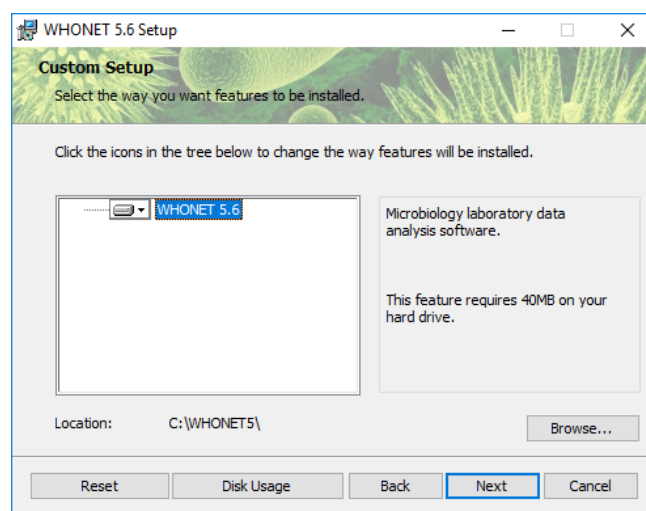 WHONET 5.6 Setup
Custom Setup
Select the way you want features to be installed.
Click the icons in the tree below to change the way features will be installed.
WHONET 5.6
Microbiology laboratory data
analysis software.
This feature requires 40MB on your
hard drive.
Location: C:\WHONET5\
Browse...
Reset Disk Usage Back Next Cancel